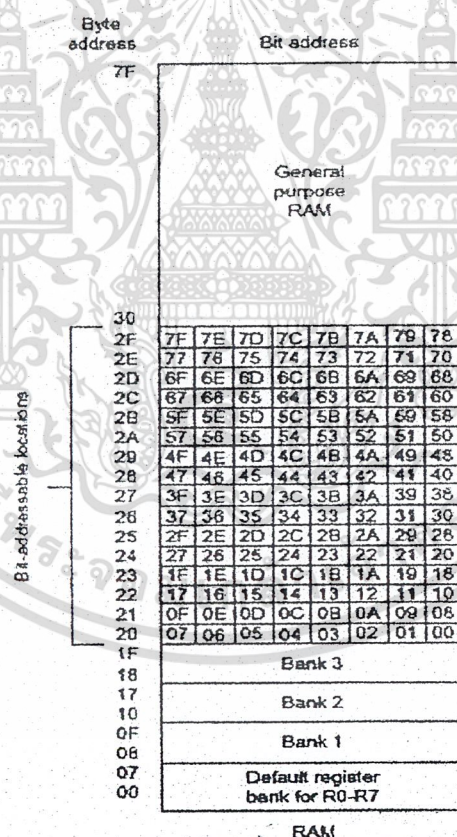 Byte address
Bit address
7F
General purpose RAM
30
2F 7F 7E 7D 7C 7B 7A 79 78
2E 77 76 75 74 73 72 71 70
2D 6F 6E 6D 6C 6B 6A 69 68
2C 67 66 65 64 63 62 61 60
2B 5F 5E 5D 5C 5B 5A 59 58
2A 57 56 55 54 53 52 51 50
29 4F 4E 4D 4C 4B 4A 49 48
28 47 46 45 44 43 42 41 40
27 3F 3E 3D 3C 3B 3A 39 38
26 37 36 35 34 33 32 31 30
25 2F 2E 2D 2C 2B 2A 29 28
24 27 26 25 24 23 22 21 20
23 1F 1E 1D 1C 1B 1A 19 18
22 17 16 15 14 13 12 11 10
21 0F 0E 0D 0C 0B 0A 09 08
20 07 06 05 04 03 02 01 00
Bit-addressable locations
1F
18
Bank 3
17
10
Bank 2
0F
08
Bank 1
07
00
Default register
bank for R0-R7
RAM